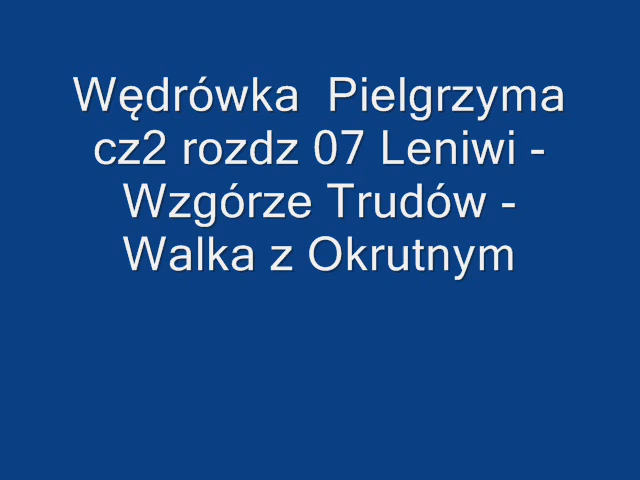 Wędrówka  Pielgrzyma
cz2 rozdz 07 Leniwi -
Wzgórze Trudów -
Walka z Okrutnym